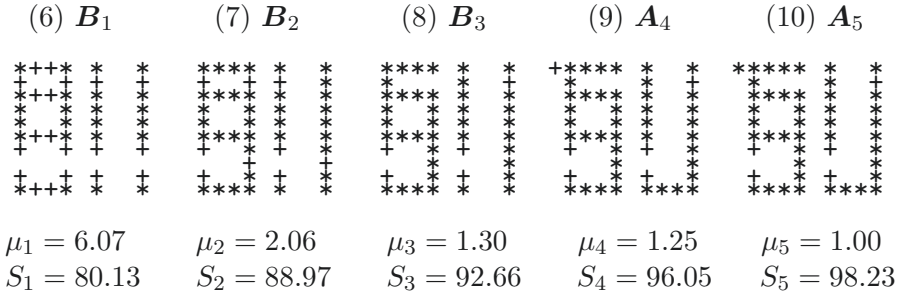 (6) B₁ (7) B₂ (8) B₃ (9) A₄ (10) A₅
μ₁ = 6.07 μ₂ = 2.06 μ₃ = 1.30 μ₄ = 1.25 μ₅ = 1.00
S₁ = 80.13 S₂ = 88.97 S₃ = 92.66 S₄ = 96.05 S₅ = 98.23